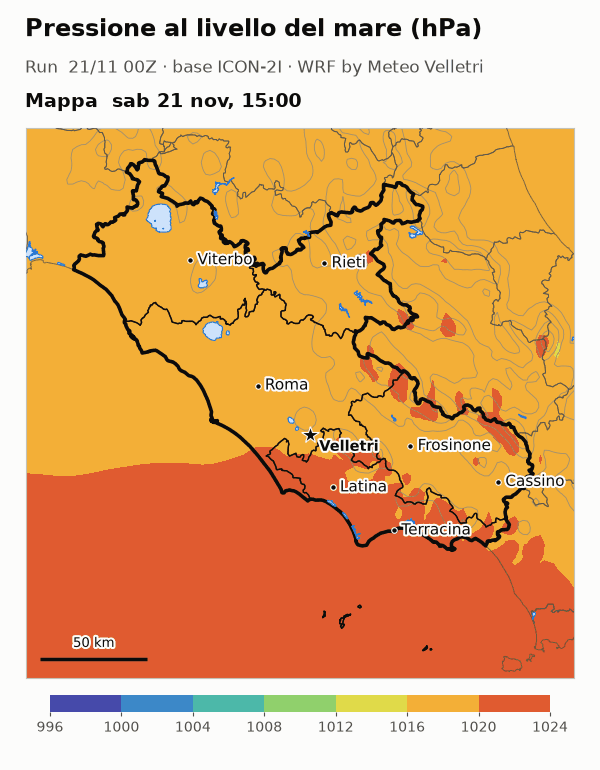 Pressione al livello del mare (hPa)
Run  21/11 00Z · base ICON-2I · WRF by Meteo Velletri
Mappa  sab 21 nov, 15:00
Viterbo
Rieti
Roma
Velletri
Frosinone
Cassino
Latina
Terracina
50 km
996 1000 1004 1008 1012 1016 1020 1024